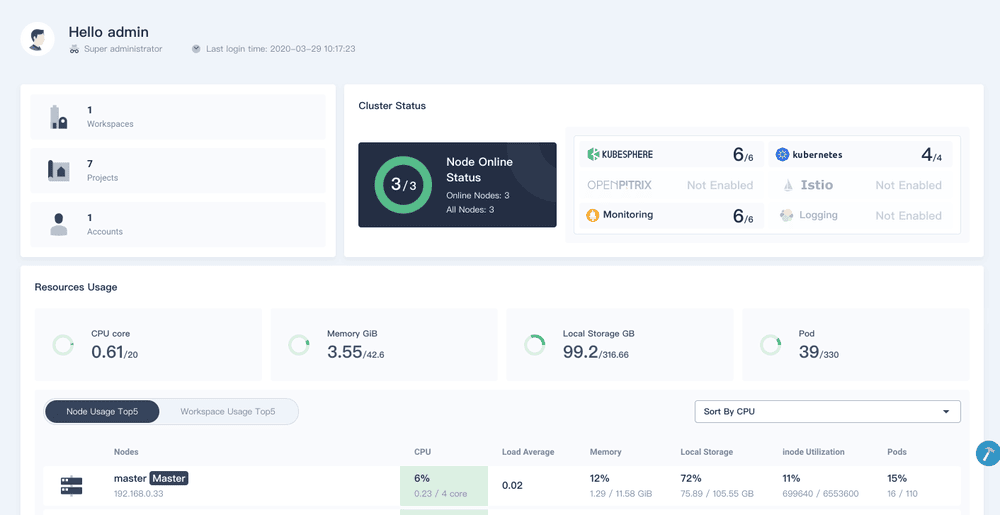 Hello admin
Super administrator Last login time: 2020-03-29 10:17:23
1
Workspaces
7
Projects
1
Accounts
Cluster Status
3/3
Node Online Status
Online Nodes: 3
All Nodes: 3
KUBESPHERE 6/6
kubernetes 4/4
OPENPITRIX Not Enabled
Istio Not Enabled
Monitoring 6/6
Logging Not Enabled
Resources Usage
CPU core
0.61/20
Memory GiB
3.55/42.6
Local Storage GB
99.2/316.66
Pod
39/330
Node Usage Top5 Workspace Usage Top5 Sort By CPU
Nodes CPU Load Average Memory Local Storage inode Utilization Pods
master Master 6% 0.02 12% 72% 11% 15%
192.168.0.33 0.23 / 4 core 1.29 / 11.58 GiB 75.89 / 105.55 GB 699640 / 6553600 16 / 110